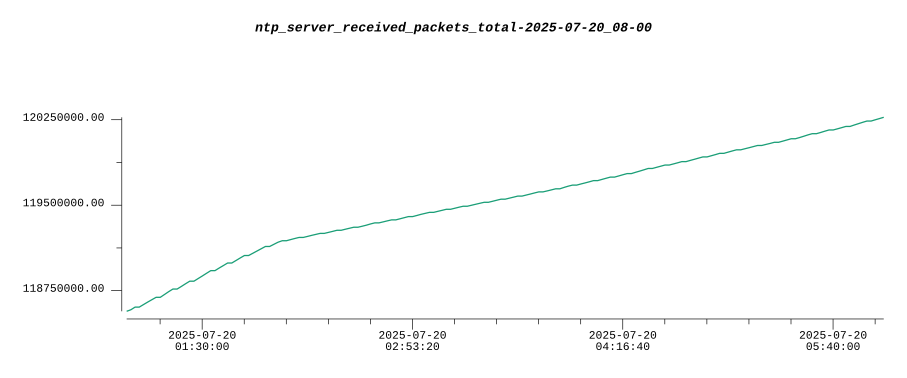 ntp_server_received_packets_total-2025-07-20_08-00
120250000.00
119500000.00
118750000.00
2025-07-20 2025-07-20 2025-07-20 2025-07-20
01:30:00 02:53:20 04:16:40 05:40:00